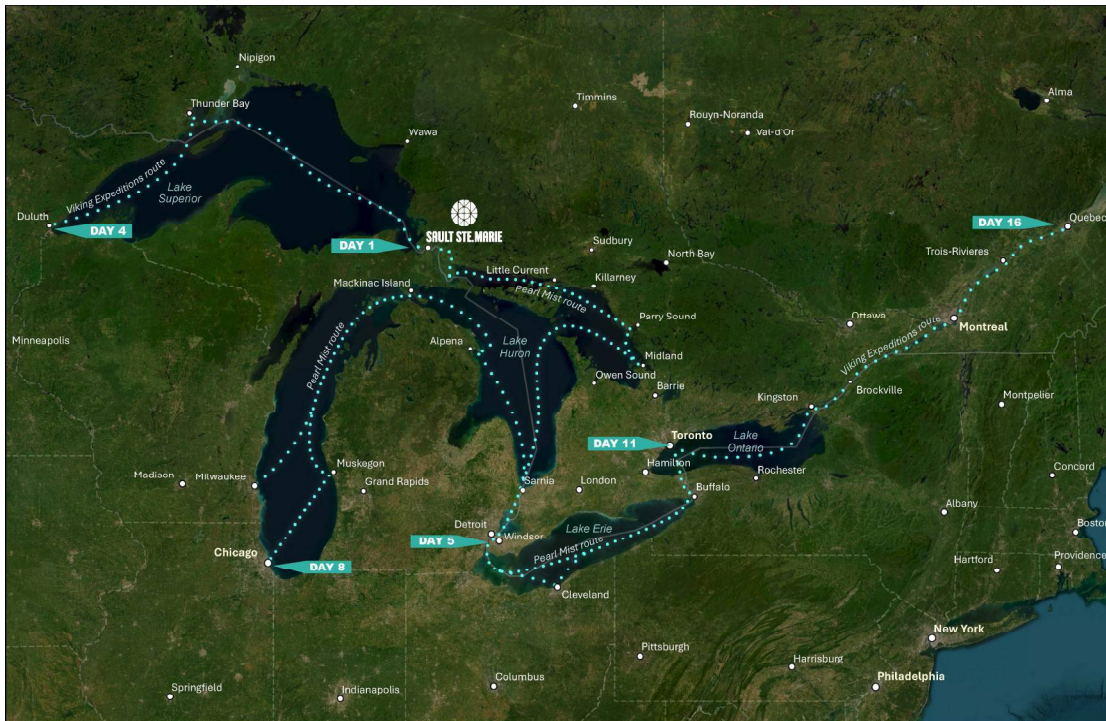 Nipigon
Alma
Timmins
Thunder Bay
Rouyn-Noranda
Val-d'Or
Wawa
Viking Expeditions route
Lake
Superior
Duluth
DAY 4
DAY 1
SAULT STE.MARIE
DAY 16
Quebec
Sudbury
North Bay
Trois-Rivieres
Little Current
Killarney
Mackinac Island
Pearl Mist route
Parry Sound
Ottawa
Montreal
Minneapolis
Alpena
Lake
Huron
Midland
Viking Expeditions route
Pearl Mist route
Owen Sound
Barrie
Kingston
Brockville
Montpelier
DAY 11
Toronto
Lake
Ontario
Madison
Milwaukee
Muskegon
Grand Rapids
Sarnia
London
Hamilton
Rochester
Buffalo
Concord
Albany
Detroit
Windsor
DAY 5
Lake Erie
Pearl Mist route
Boston
Chicago
DAY 8
Cleveland
Hartford
Providence
New York
Pittsburgh
Harrisburg
Philadelphia
Springfield
Indianapolis
Columbus